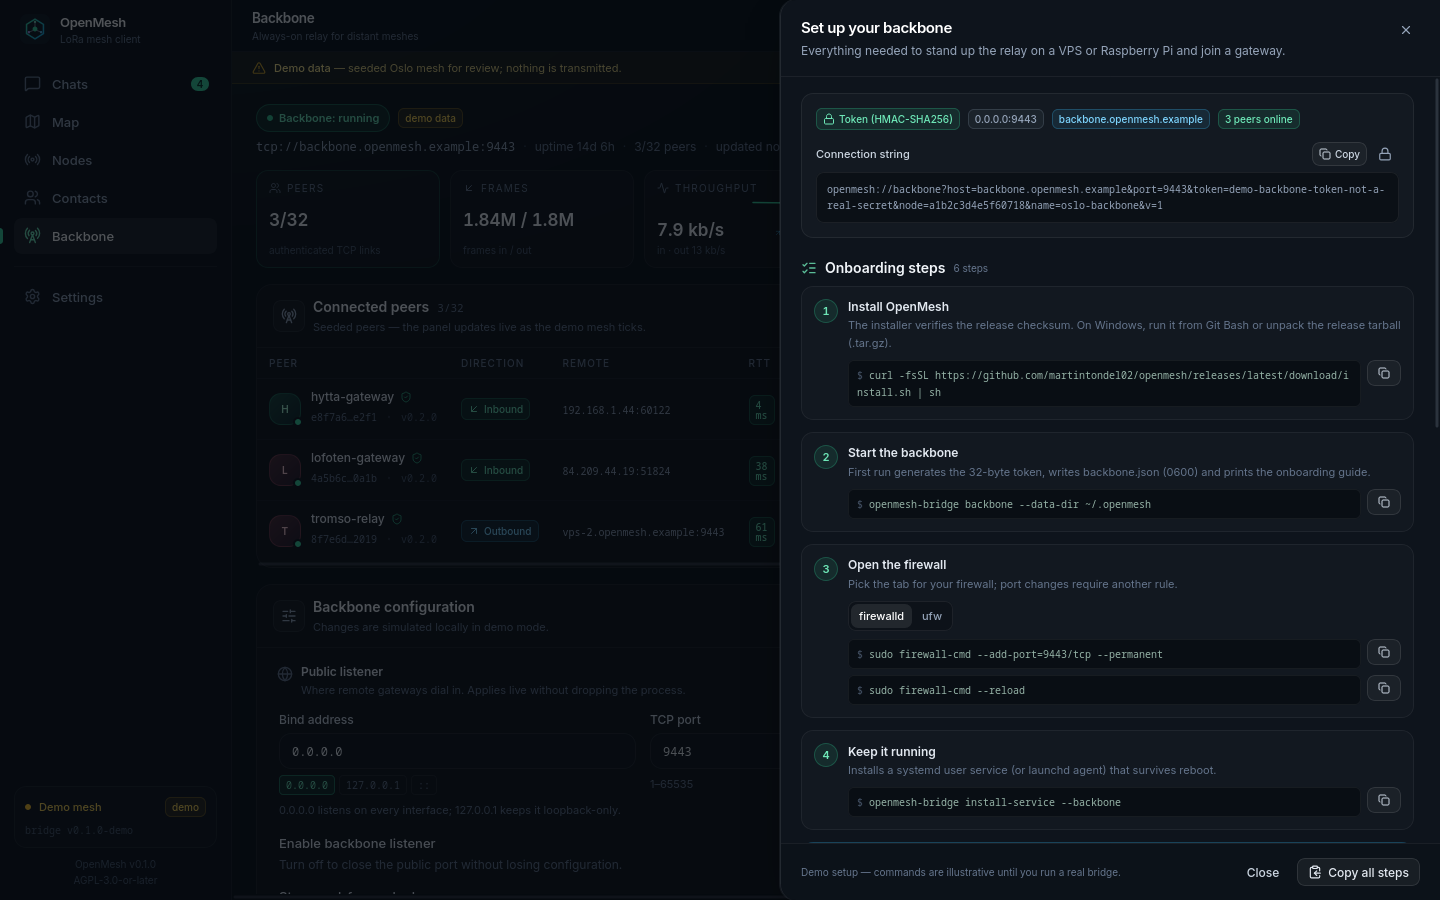 OpenMesh
LoRa mesh client
Chats
4
Map
Nodes
Contacts
Backbone
Settings
Demo mesh
demo
bridge v0.1.0-demo
OpenMesh v0.1.0
AGPL-3.0-or-later
Backbone
Always-on relay for distant meshes
Demo data — seeded Oslo mesh for review; nothing is transmitted.
Backbone: running
demo data
tcp://backbone.openmesh.example:9443 · uptime 14d 6h · 3/32 peers · updated no
PEERS
3/32
authenticated TCP links
FRAMES
1.84M / 1.8M
frames in / out
THROUGHPUT
7.9 kb/s
in · out 13 kb/s
Connected peers 3/32
Seeded peers — the panel updates live as the demo mesh ticks.
PEER DIRECTION REMOTE RTT
H
hytta-gateway
e8f7a6…e2f1 · v0.2.0
Inbound
192.168.1.44:60122
4
ms
L
lofoten-gateway
4a5b6c…0a1b · v0.2.0
Inbound
84.209.44.19:51824
38
ms
T
tromso-relay
8f7e6d…2019 · v0.2.0
Outbound
vps-2.openmesh.example:9443
61
ms
Backbone configuration
Changes are simulated locally in demo mode.
Public listener
Where remote gateways dial in. Applies live without dropping the process.
Bind address
0.0.0.0
0.0.0.0 127.0.0.1 ::
0.0.0.0 listens on every interface; 127.0.0.1 keeps it loopback-only.
TCP port
9443
1–65535
Enable backbone listener
Turn off to close the public port without losing configuration.
Set up your backbone
Everything needed to stand up the relay on a VPS or Raspberry Pi and join a gateway.
Token (HMAC-SHA256)
0.0.0.0:9443
backbone.openmesh.example
3 peers online
Connection string
Copy
openmesh://backbone?host=backbone.openmesh.example&port=9443&token=demo-backbone-token-not-a-
real-secret&node=a1b2c3d4e5f60718&name=oslo-backbone&v=1
Onboarding steps 6 steps
1
Install OpenMesh
The installer verifies the release checksum. On Windows, run it from Git Bash or unpack the release tarball
(.tar.gz).
$ curl -fsSL https://github.com/martintondel02/openmesh/releases/latest/download/i
nstall.sh | sh
2
Start the backbone
First run generates the 32-byte token, writes backbone.json (0600) and prints the onboarding guide.
$ openmesh-bridge backbone --data-dir ~/.openmesh
3
Open the firewall
Pick the tab for your firewall; port changes require another rule.
firewalld ufw
$ sudo firewall-cmd --add-port=9443/tcp --permanent
$ sudo firewall-cmd --reload
4
Keep it running
Installs a systemd user service (or launchd agent) that survives reboot.
$ openmesh-bridge install-service --backbone
Demo setup — commands are illustrative until you run a real bridge.
Close
Copy all steps